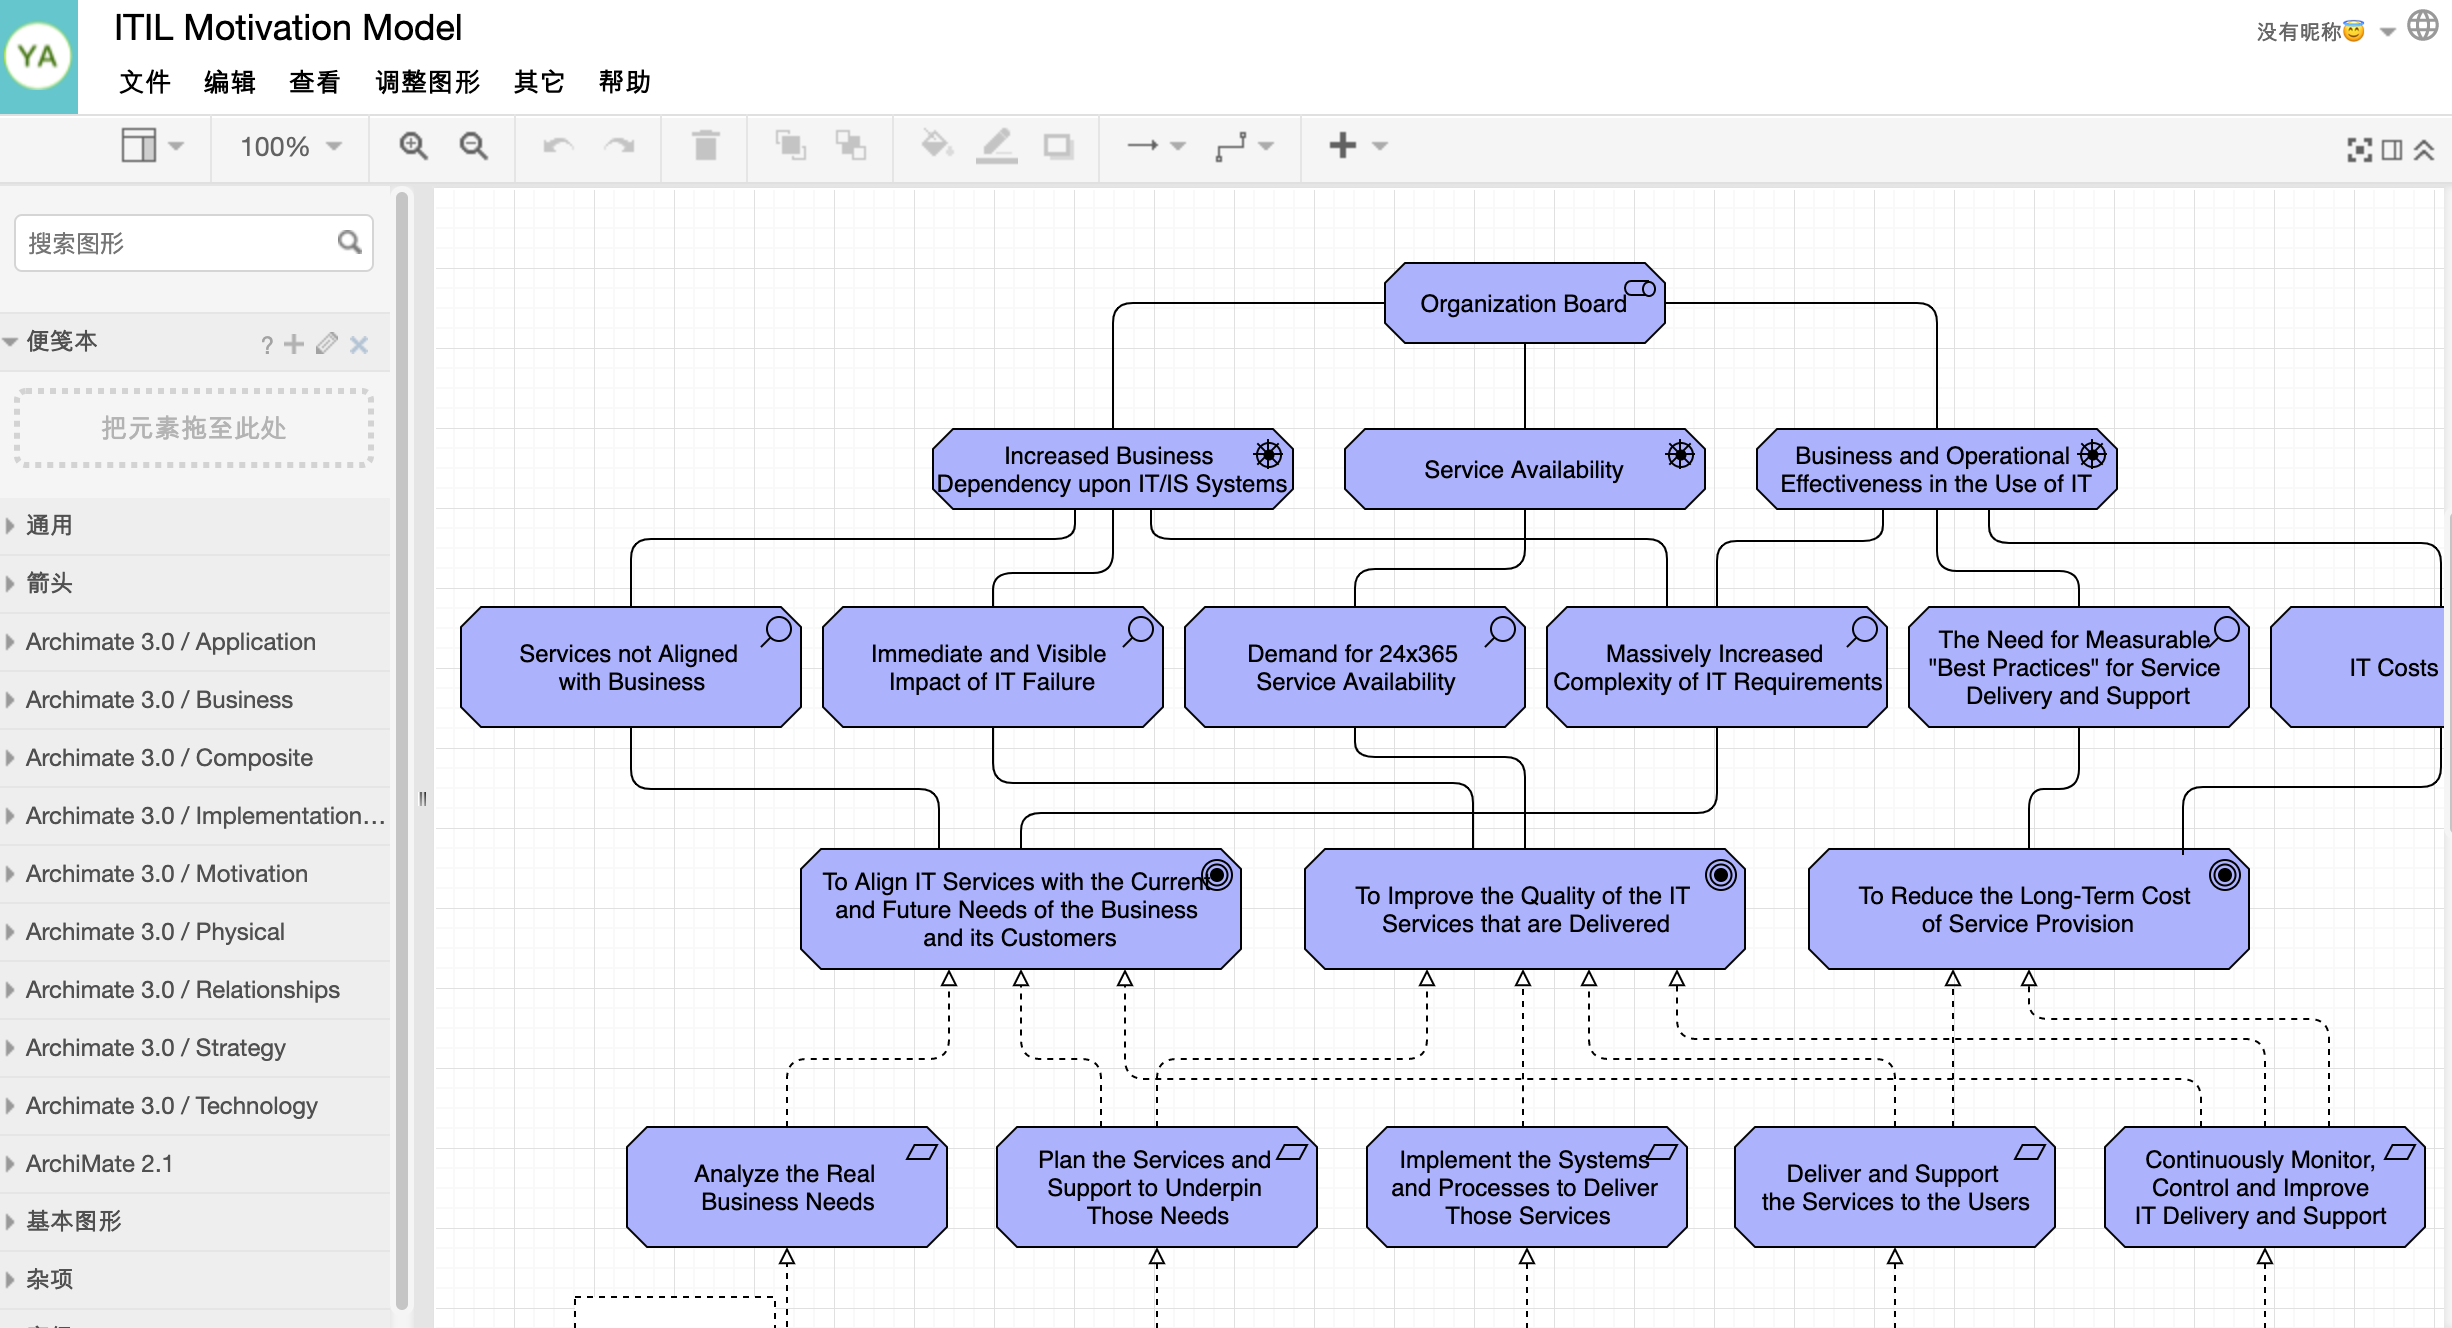 YA
ITIL Motivation Model
没有昵称😇
文件 编辑 查看 调整图形 其它 帮助
100%
搜索图形
便笺本
?
把元素拖至此处
通用
箭头
Archimate 3.0 / Application
Archimate 3.0 / Business
Archimate 3.0 / Composite
Archimate 3.0 / Implementation...
Archimate 3.0 / Motivation
Archimate 3.0 / Physical
Archimate 3.0 / Relationships
Archimate 3.0 / Strategy
Archimate 3.0 / Technology
ArchiMate 2.1
基本图形
杂项
Organization Board
Increased Business
Dependency upon IT/IS Systems
Service Availability
Business and Operational
Effectiveness in the Use of IT
Services not Aligned
with Business
Immediate and Visible
Impact of IT Failure
Demand for 24x365
Service Availability
Massively Increased
Complexity of IT Requirements
The Need for Measurable
"Best Practices" for Service
Delivery and Support
IT Costs
To Align IT Services with the Current
and Future Needs of the Business
and its Customers
To Improve the Quality of the IT
Services that are Delivered
To Reduce the Long-Term Cost
of Service Provision
Analyze the Real
Business Needs
Plan the Services and
Support to Underpin
Those Needs
Implement the Systems
and Processes to Deliver
Those Services
Deliver and Support
the Services to the Users
Continuously Monitor,
Control and Improve
IT Delivery and Support